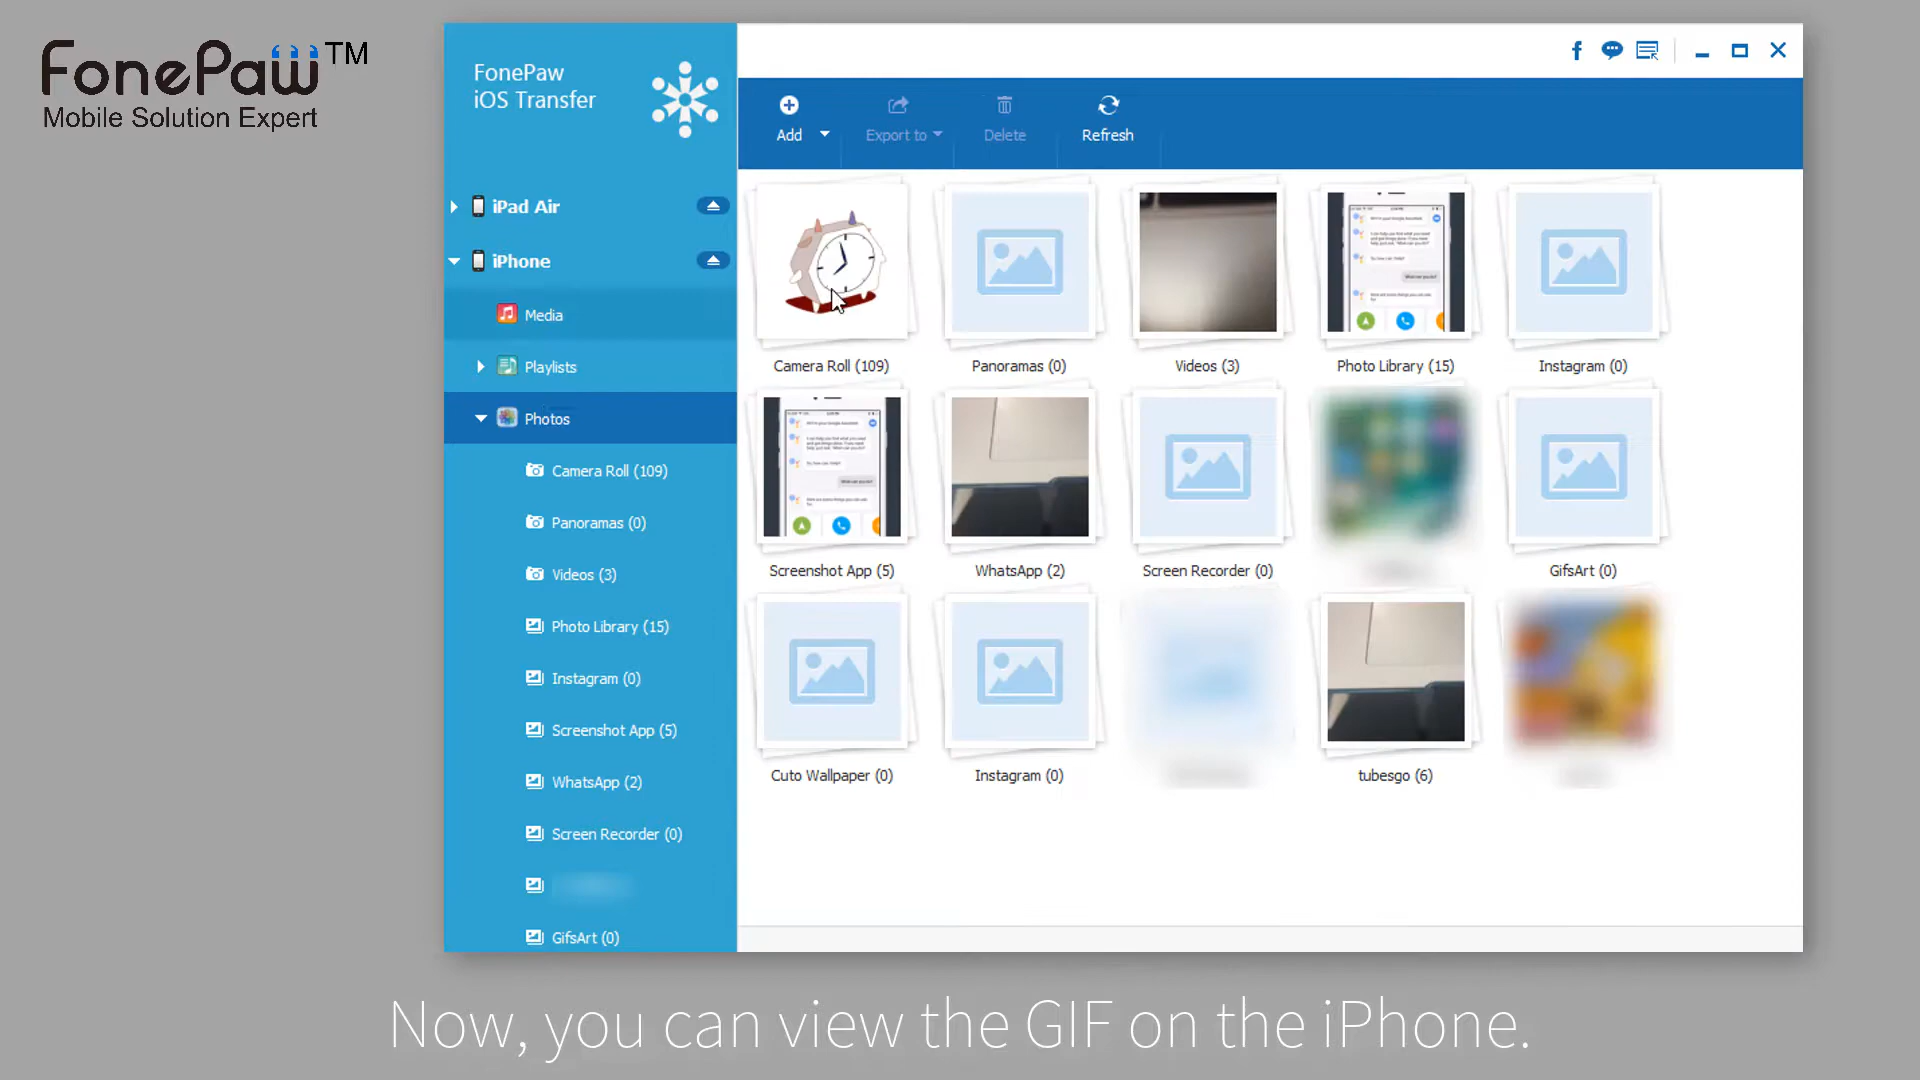 FonePaw™
Mobile Solution Expert
FonePaw
iOS Transfer
Add
Export to
Delete
Refresh
iPad Air
iPhone
Media
Playlists
Photos
Camera Roll (109)
Panoramas (0)
Videos (3)
Photo Library (15)
Instagram (0)
Screenshot App (5)
WhatsApp (2)
Screen Recorder (0)
GifsArt (0)
Camera Roll (109)
Panoramas (0)
Videos (3)
Photo Library (15)
Instagram (0)
Screenshot App (5)
WhatsApp (2)
Screen Recorder (0)
GifsArt (0)
Cuto Wallpaper (0)
Instagram (0)
tubesgo (6)
Now, you can view the GIF on the iPhone.